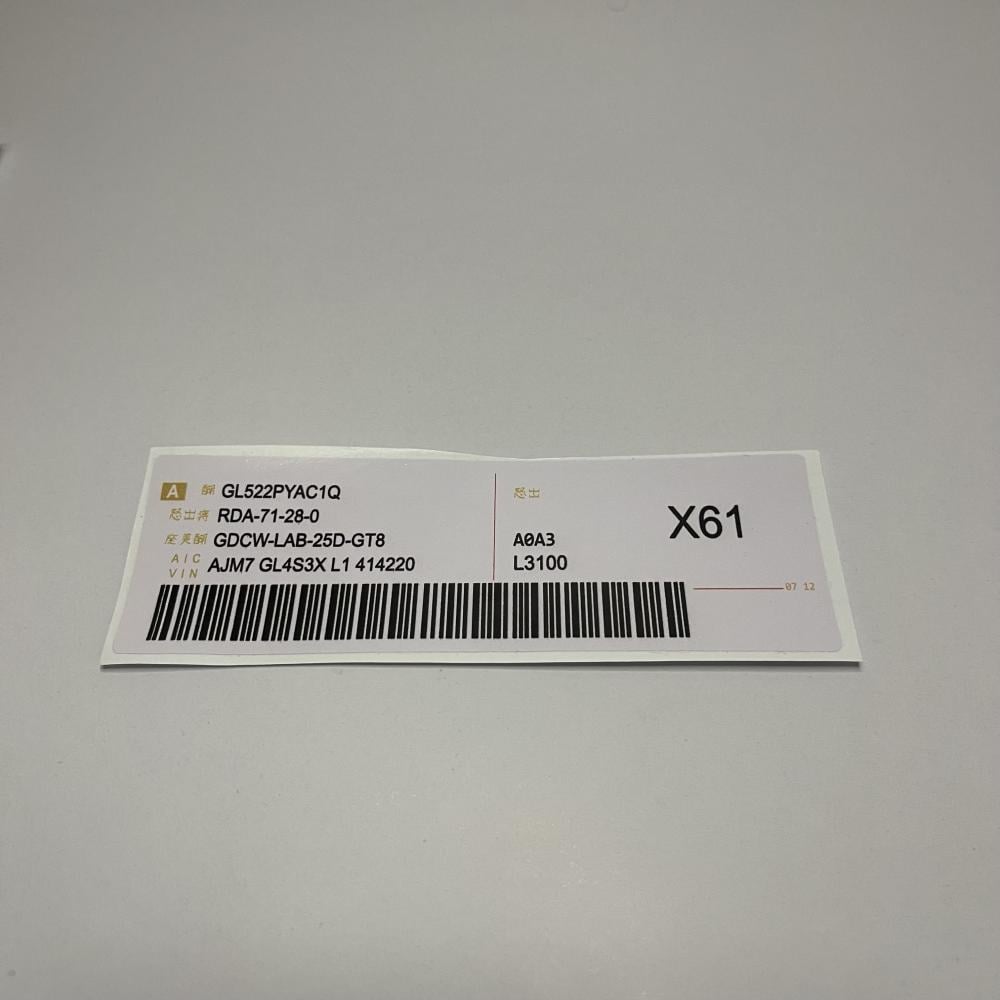 A GL522PYAC1Q
RDA-71-28-0
GDCW-LAB-25D-GT8
AIC
VIN AJM7 GL4S3X L1 414220
A0A3
L3100
X61
07 12